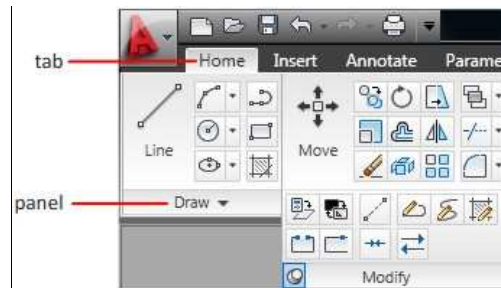 tab
Home Insert Annotate Parame
Line
Move
panel
Draw
Modify